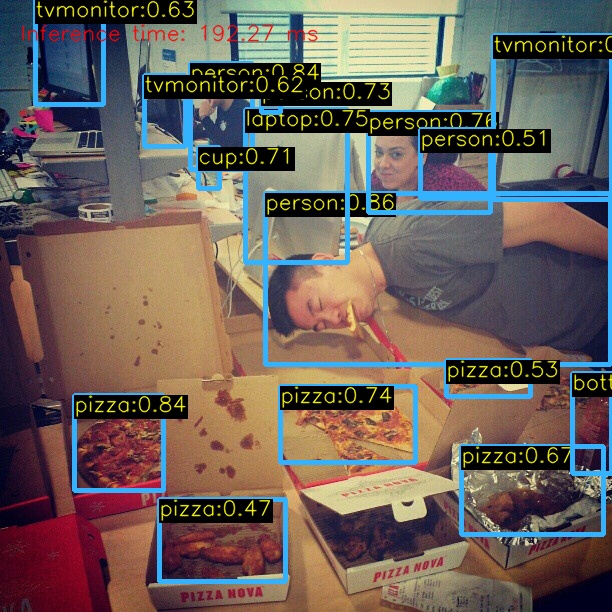 tvmonitor:0.63
Inference time: 192.27 ms
tvmonitor:0
person:0.84
tvmonitor:0.62
on:0.73
laptop:0.75
person:0.76
person:0.51
cup:0.71
person:0.86
pizza:0.53
bott
pizza:0.84
pizza:0.74
pizza:0.67
PIZZA NOVA
pizza:0.47
PIZZA NOVA
PIZZA NOVA
PIZZA NOVA